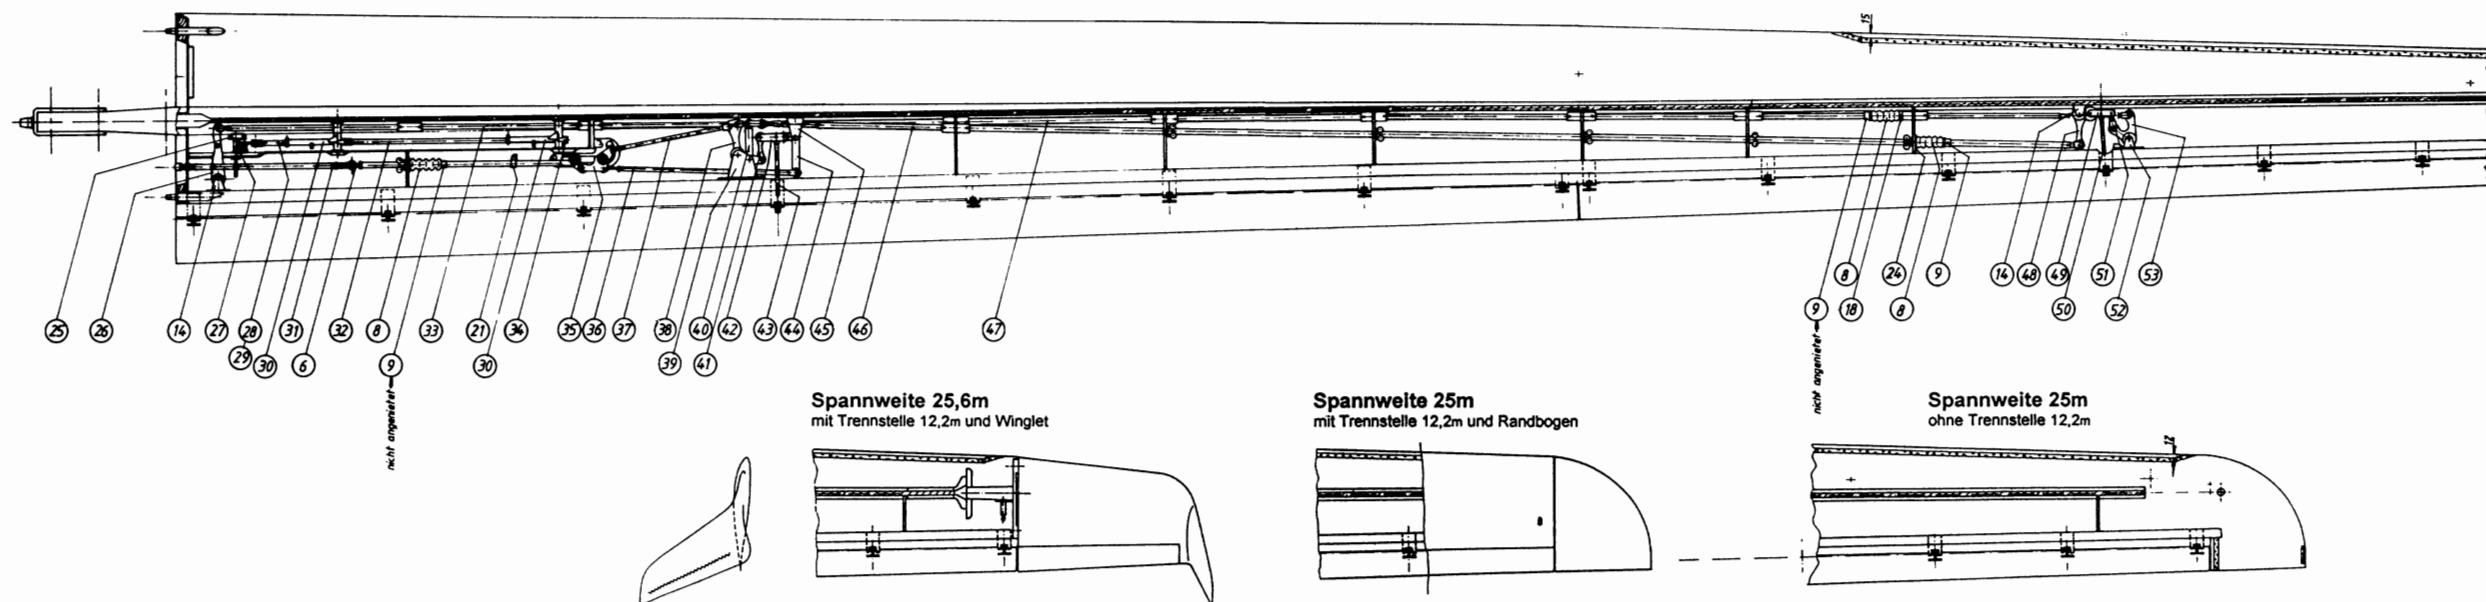 15
9 8 18 24 8 9 14 48 49 50 51 52 53
25 26 14 27 28 29 30 31 6 32 8 9 33 21 30 34 35 36 37 38 39 40 41 42 43 44 45 46 47
nicht angenietet
nicht angenietet
Spannweite 25,6m
mit Trennstelle 12,2m und Winglet
Spannweite 25m
mit Trennstelle 12,2m und Randbogen
Spannweite 25m
ohne Trennstelle 12,2m
12